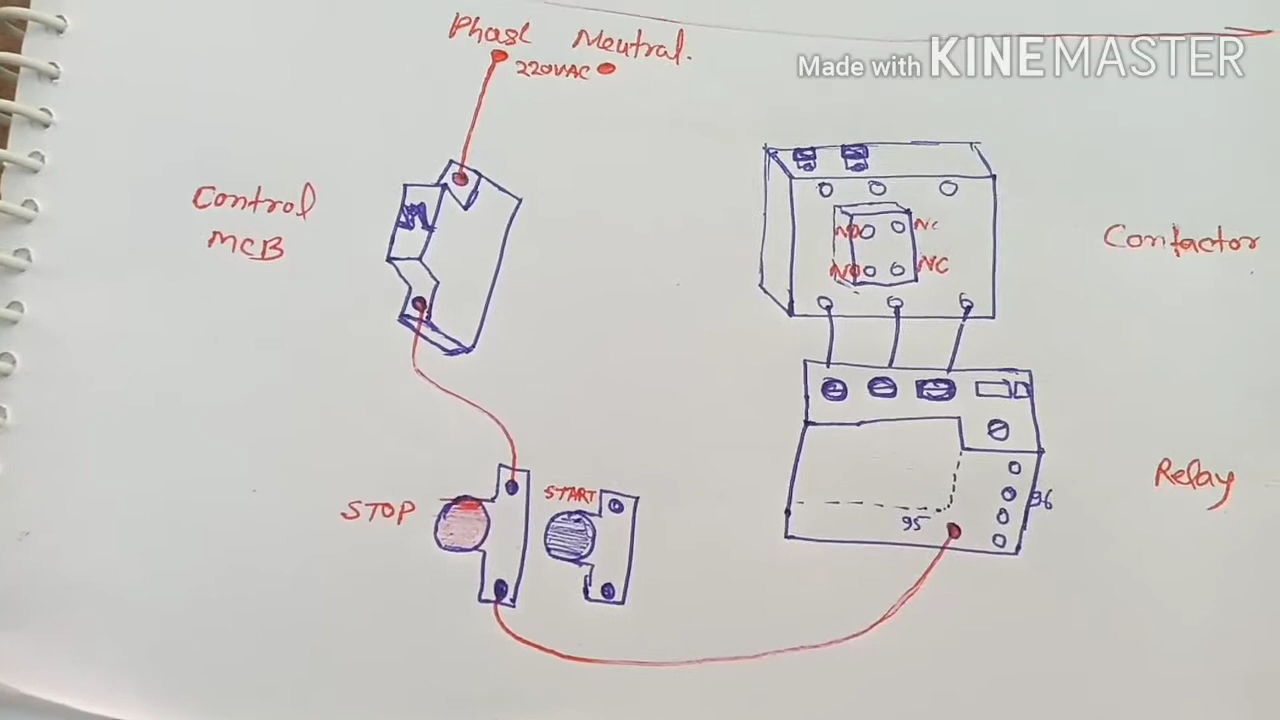 Phase Neutral.
220VAC
Made with KINEMASTER
Control
MCB
NO NC
NO NC
Contactor
STOP
START
95
96
Relay